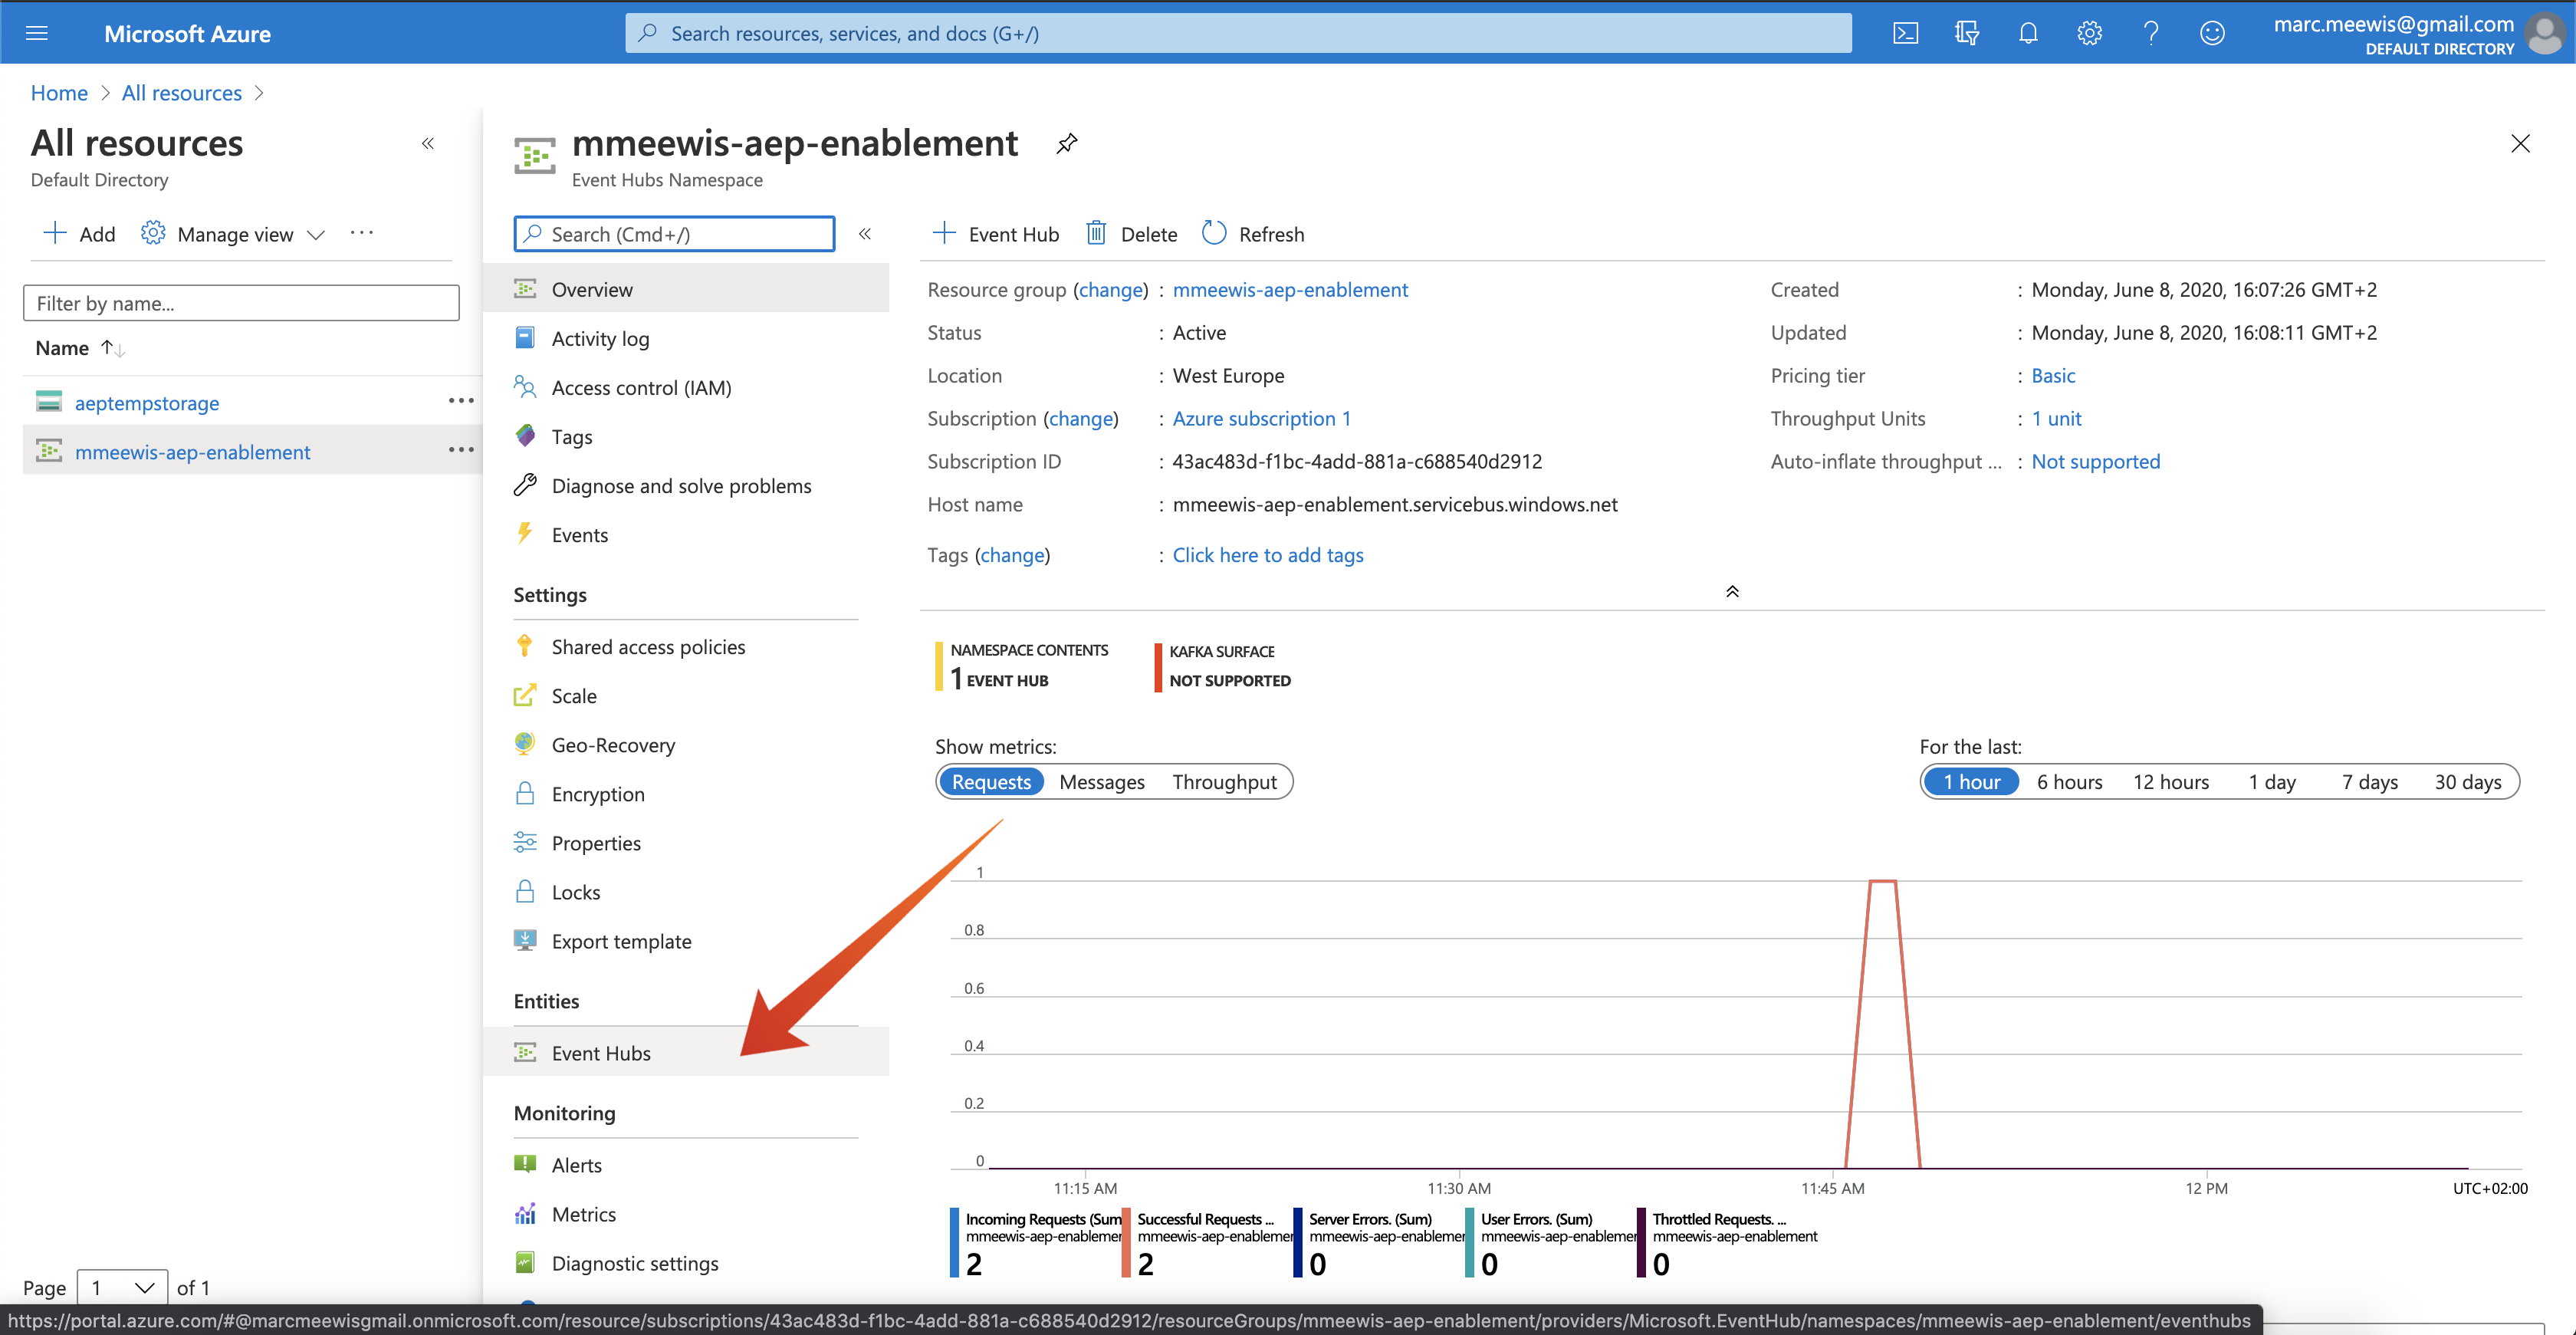 Microsoft Azure
Search resources, services, and docs (G+/)
marc.meewis@gmail.com
DEFAULT DIRECTORY
Home > All resources >
All resources
Default Directory
Add
Manage view
Filter by name...
Name
aeptempstorage
mmeewis-aep-enablement
Page 1 of 1
mmeewis-aep-enablement
Event Hubs Namespace
Search (Cmd+/)
Overview
Activity log
Access control (IAM)
Tags
Diagnose and solve problems
Events
Settings
Shared access policies
Scale
Geo-Recovery
Encryption
Properties
Locks
Export template
Entities
Event Hubs
Monitoring
Alerts
Metrics
Diagnostic settings
Event Hub
Delete
Refresh
Resource group (change) : mmeewis-aep-enablement
Status : Active
Location : West Europe
Subscription (change) : Azure subscription 1
Subscription ID : 43ac483d-f1bc-4add-881a-c688540d2912
Host name : mmeewis-aep-enablement.servicebus.windows.net
Tags (change) : Click here to add tags
Created : Monday, June 8, 2020, 16:07:26 GMT+2
Updated : Monday, June 8, 2020, 16:08:11 GMT+2
Pricing tier : Basic
Throughput Units : 1 unit
Auto-inflate throughput ... : Not supported
NAMESPACE CONTENTS
1 EVENT HUB
KAFKA SURFACE
NOT SUPPORTED
Show metrics:
Requests Messages Throughput
For the last:
1 hour 6 hours 12 hours 1 day 7 days 30 days
1
0.8
0.6
0.4
0.2
0
11:15 AM 11:30 AM 11:45 AM 12 PM UTC+02:00
Incoming Requests (Sum
mmeewis-aep-enablemer
2
Successful Requests ...
mmeewis-aep-enablemer
2
Server Errors. (Sum)
mmeewis-aep-enablemer
0
User Errors. (Sum)
mmeewis-aep-enablemer
0
Throttled Requests. ...
mmeewis-aep-enablement
0
https://portal.azure.com/#@marcmeewisgmail.onmicrosoft.com/resource/subscriptions/43ac483d-f1bc-4add-881a-c688540d2912/resourceGroups/mmeewis-aep-enablement/providers/Microsoft.EventHub/namespaces/mmeewis-aep-enablement/eventhubs